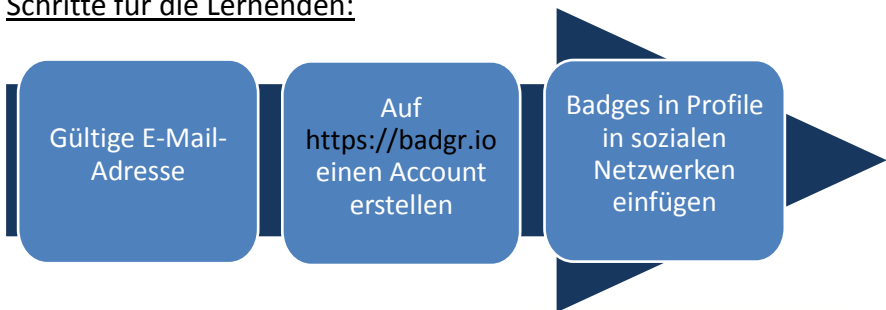 Schritte für die Lernenden:
Gültige E-Mail-
Adresse
Auf
https://badgr.io
einen Account
erstellen
Badges in Profile
in sozialen
Netzwerken
einfügen